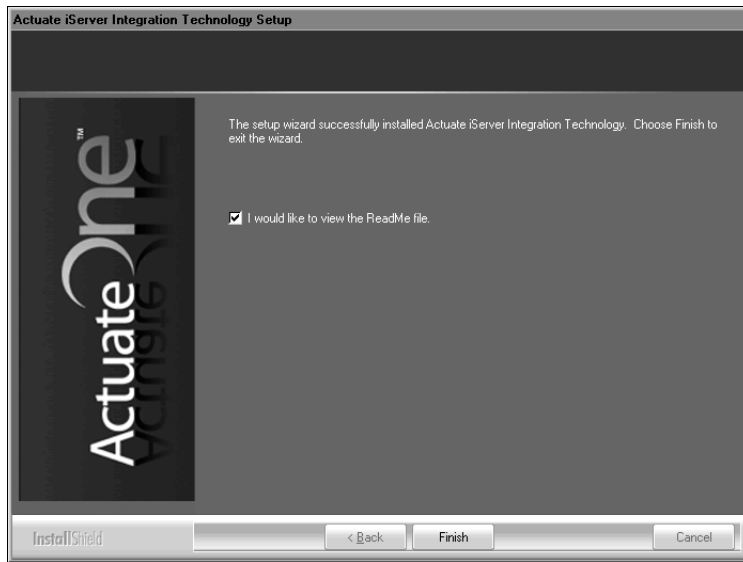 Actuate iServer Integration Technology Setup
ActuateOne™
The setup wizard successfully installed Actuate iServer Integration Technology. Choose Finish to
exit the wizard.
I would like to view the ReadMe file.
InstallShield
< Back
Finish
Cancel